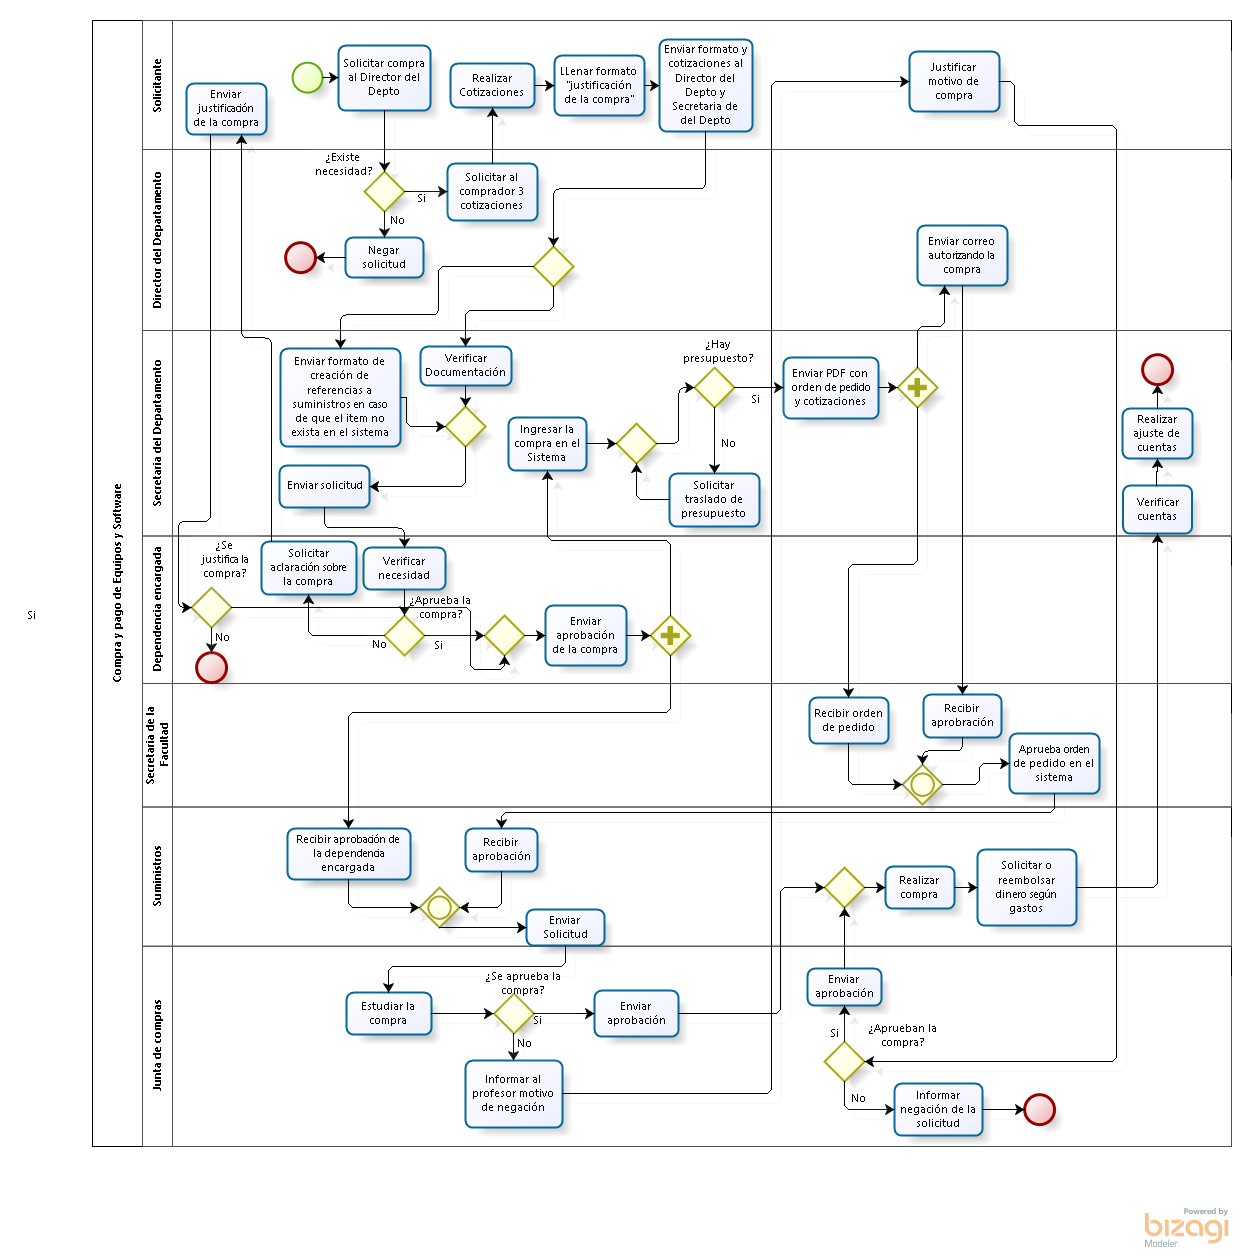 Compra y pago de Equipos y Software
Solicitante
Enviar
justificación
de la compra
Solicitar compra
al Director del
Depto
Realizar
Cotizaciones
LLenar formato
"justificación
de la compra"
Enviar formato y
cotizaciones al
Director del
Depto y
Secretaria de
del Depto
Justificar
motivo de
compra
Director del Departamento
¿Existe
necesidad?
Si
No
Solicitar al
comprador 3
cotizaciones
Negar
solicitud
Enviar correo
autorizando la
compra
Secretaria del Departamento
Enviar formato de
creación de
referencias a
suministros en caso
de que el item no
exista en el sistema
Verificar
Documentación
Enviar solicitud
Ingresar la
compra en el
Sistema
¿Hay
presupuesto?
Si
No
Solicitar
traslado de
presupuesto
Enviar PDF con
orden de pedido
y cotizaciones
Realizar
ajuste de
cuentas
Verificar
cuentas
Dependencia encargada
¿Se
justifica la
compra?
Si
No
Solicitar
aclaración sobre
la compra
Verificar
necesidad
¿Aprueba la
compra?
No
Si
Enviar
aprobación
de la compra
Secretaria de la
Facultad
Recibir orden
de pedido
Recibir
aprobración
Aprueba orden
de pedido en el
sistema
Suministros
Recibir aprobación de
la dependencia
encargada
Recibir
aprobación
Enviar
Solicitud
Realizar
compra
Solicitar o
reembolsar
dinero según
gastos
Junta de compras
Estudiar la
compra
¿Se aprueba la
compra?
Si
No
Enviar
aprobación
Informar al
profesor motivo
de negación
Enviar
aprobación
Si
¿Aprueban la
compra?
No
Informar
negación de la
solicitud
Powered by
bizagi
Modeler